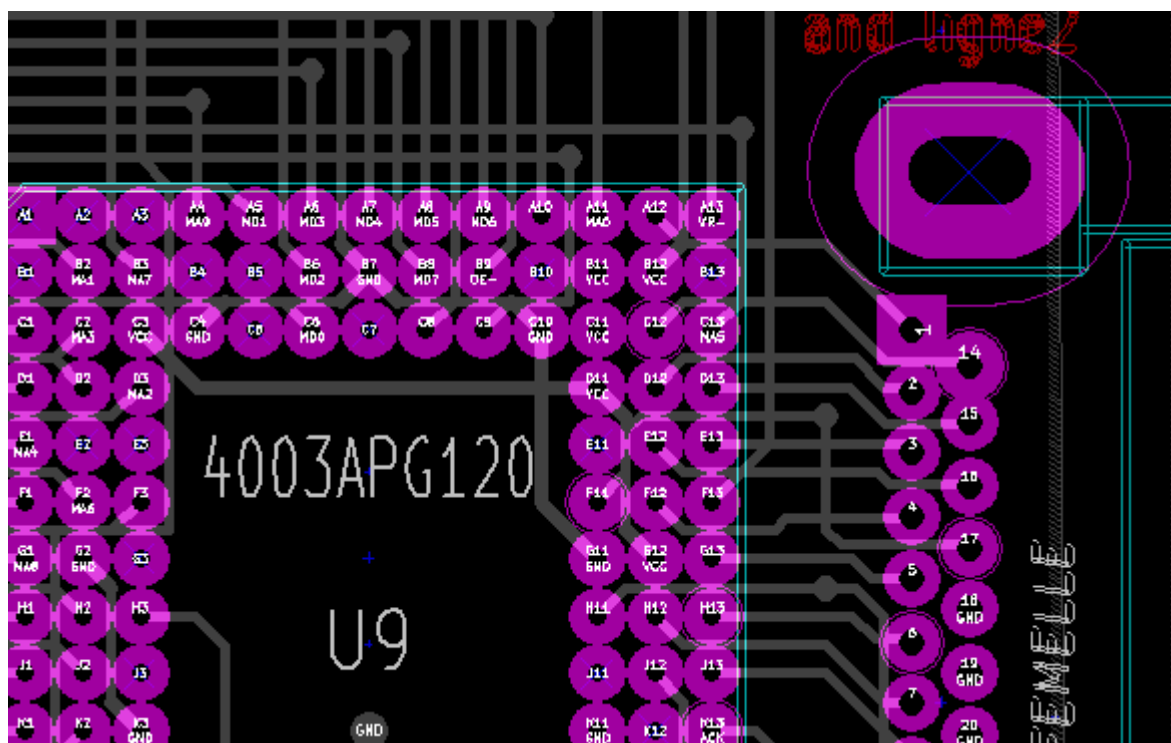 and ligne2
A1 A2 A3 A4 A5 A6 A7 A8 A9 A10 A11 A12 A13
MA0 MD1 MD3 MD4 MD5 MD6 VR-
B1 B2 B3 B4 B5 B6 B7 B8 B9 B10 B11 B12 B13
MA1 MA7 MD2 GND MD7 OE- VCC VCC
C1 C2 C3 C4 C6 C7 C8 C9 C10 C11 C12 C13
MA3 VCC GND MD0 GND VCC MA5
1
14
D1 D2 D3 D11 D12 D13
MA2 VCC
2
15
E1 E2 E3 E11 E12 E13
MA4
3
4003APG120
F1 F2 F3 F11 F12 F13
MA6
16
4
17
G1 G2 G3 G11 G12 G13
GND GND VCC
5
H1 H2 H3 H11 H12 H13
18
GND
6
U9
J1 J2 J3 J11 J12 J13
19
GND
7
K1 K2 K3 GND K12 K13
GND GND ACK
20
GND